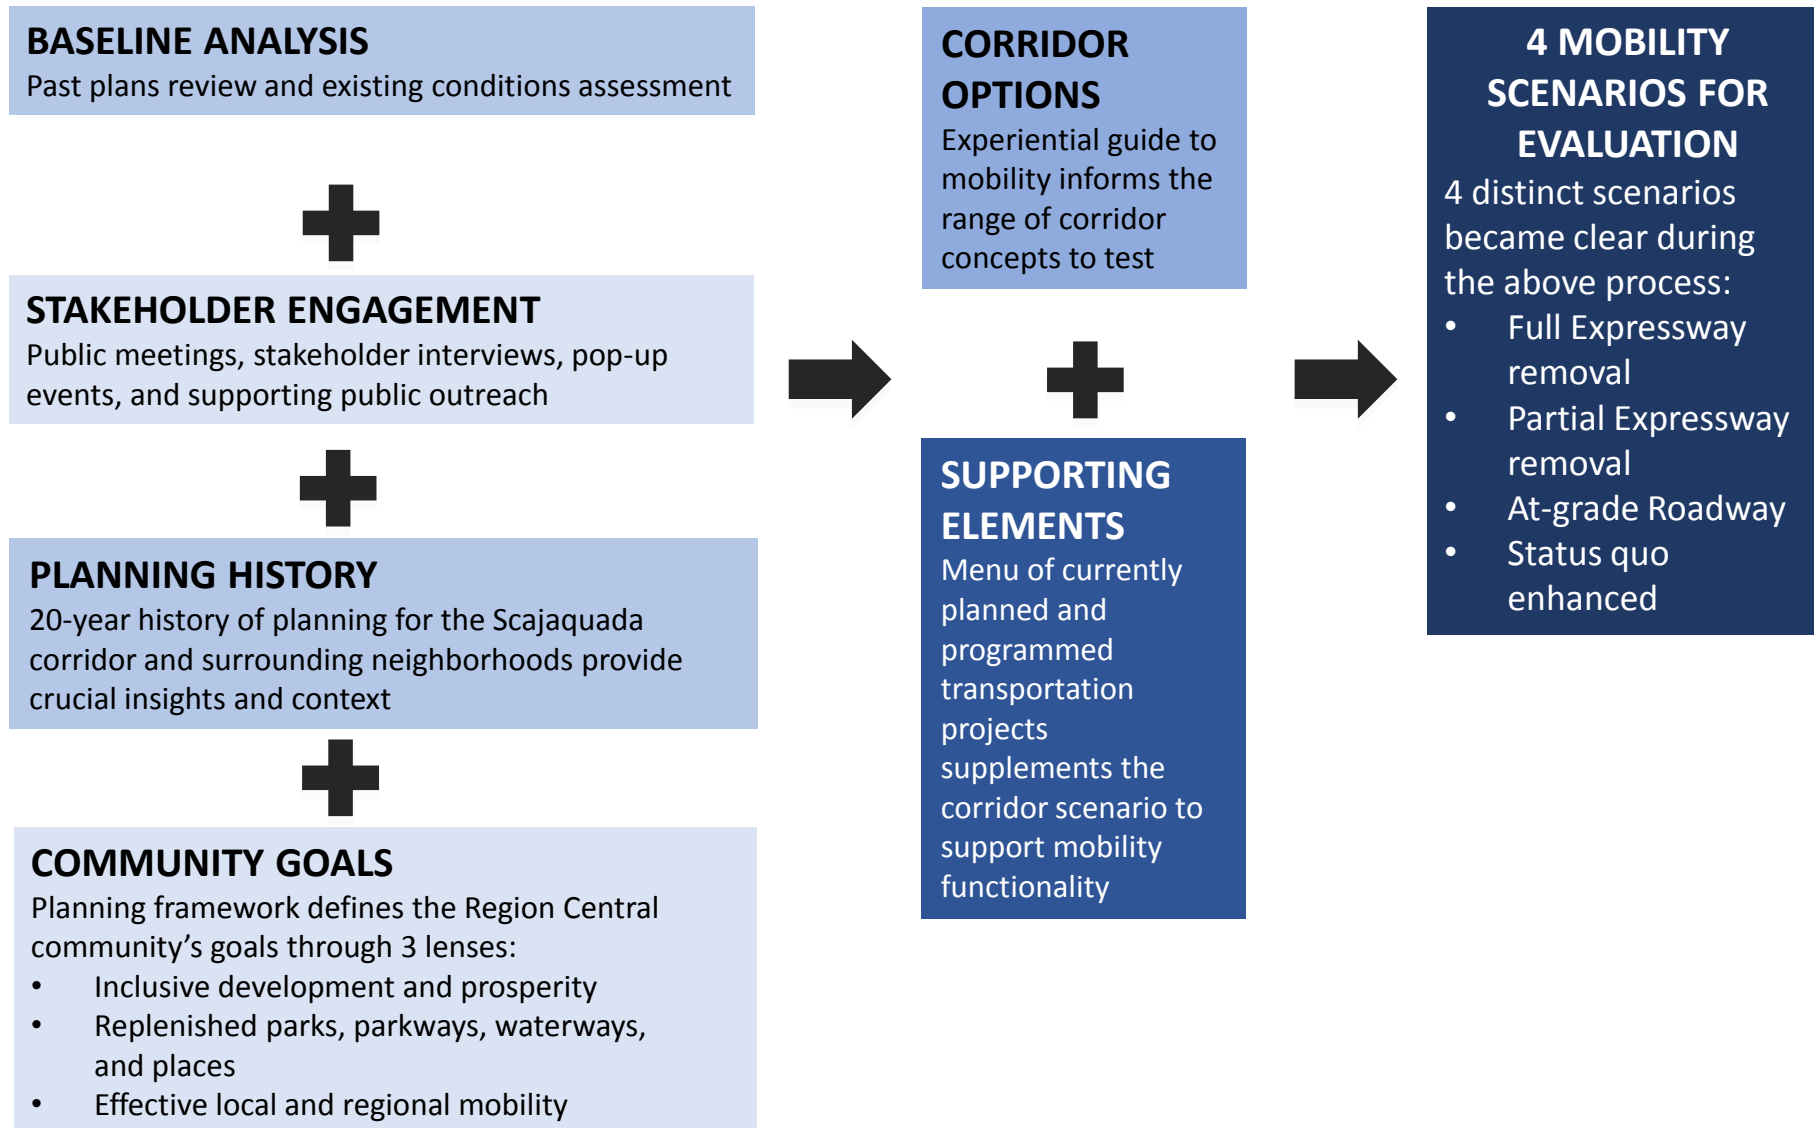 BASELINE ANALYSIS
Past plans review and existing conditions assessment
STAKEHOLDER ENGAGEMENT
Public meetings, stakeholder interviews, pop-up
events, and supporting public outreach
PLANNING HISTORY
20-year history of planning for the Scajaquada
corridor and surrounding neighborhoods provide
crucial insights and context
COMMUNITY GOALS
Planning framework defines the Region Central
community’s goals through 3 lenses:
• Inclusive development and prosperity
• Replenished parks, parkways, waterways,
and places
• Effective local and regional mobility
CORRIDOR
OPTIONS
Experiential guide to
mobility informs the
range of corridor
concepts to test
SUPPORTING
ELEMENTS
Menu of currently
planned and
programmed
transportation
projects
supplements the
corridor scenario to
support mobility
functionality
4 MOBILITY
SCENARIOS FOR
EVALUATION
4 distinct scenarios
became clear during
the above process:
• Full Expressway
removal
• Partial Expressway
removal
• At-grade Roadway
• Status quo
enhanced